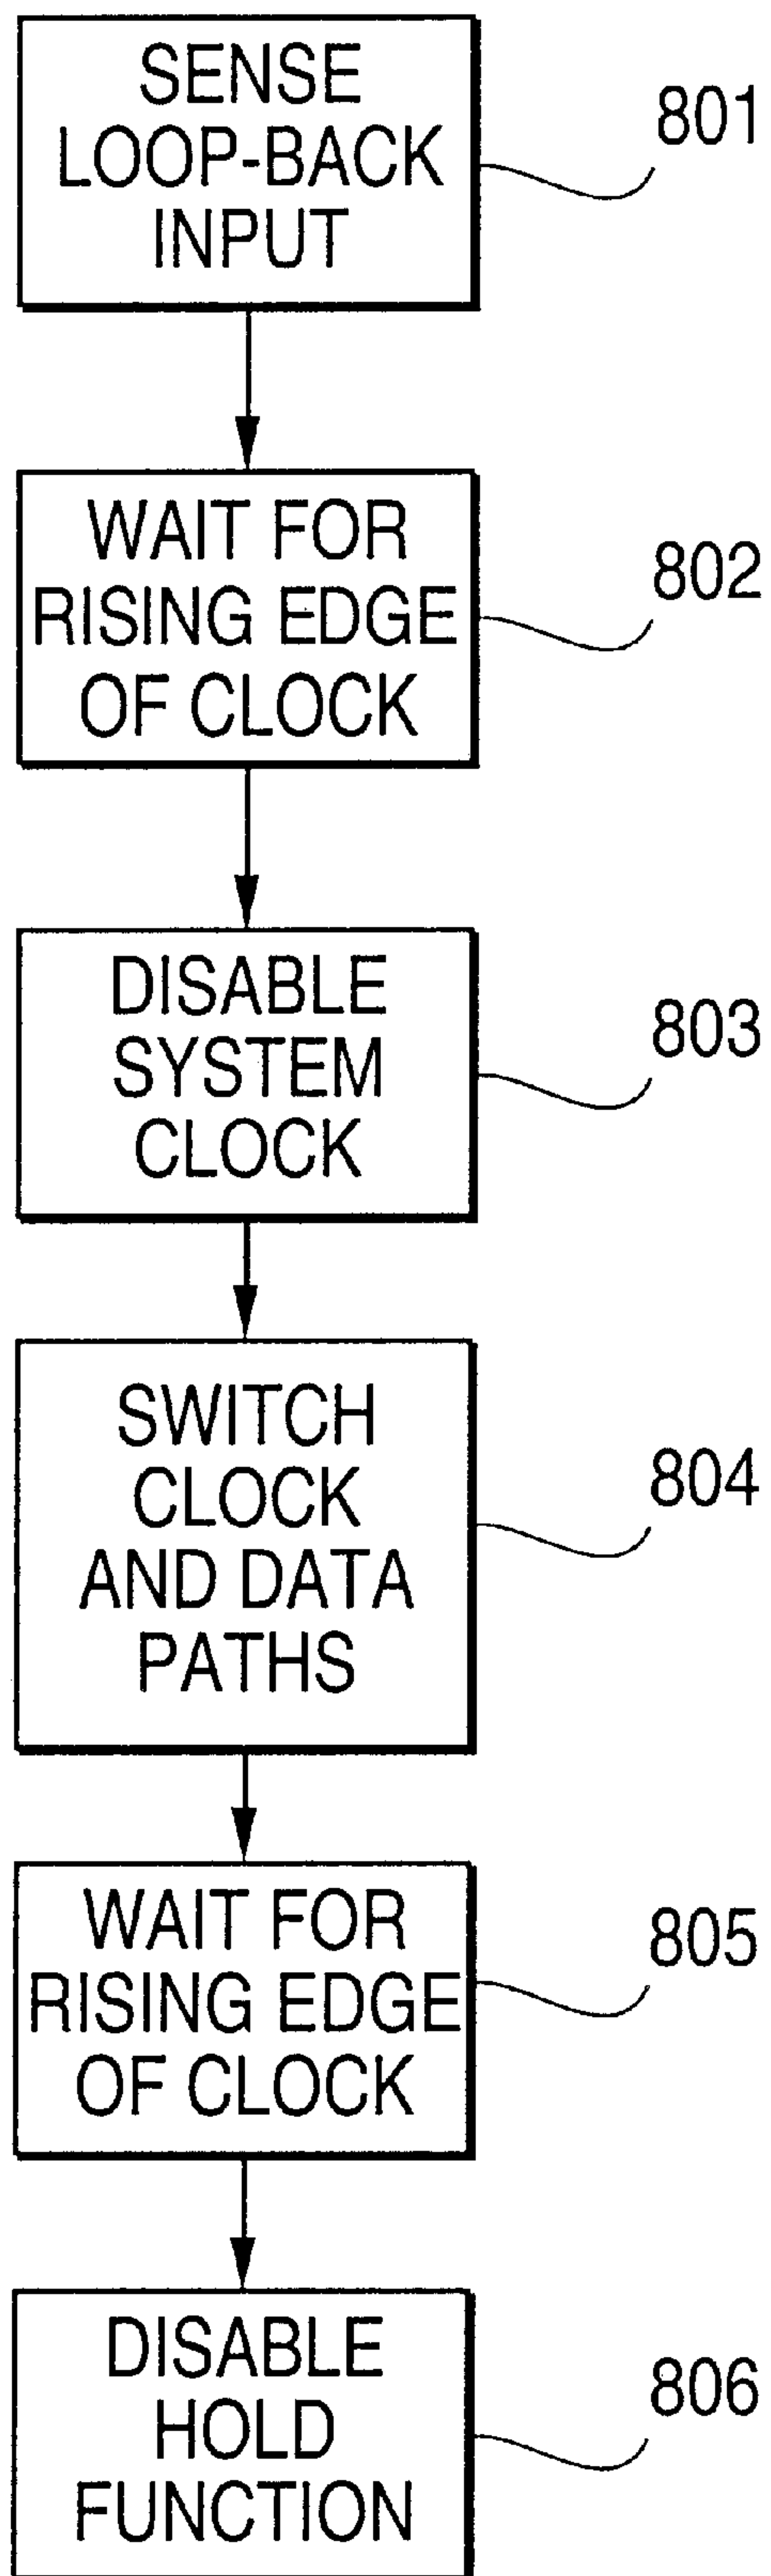 SENSE
LOOP-BACK
INPUT
801
WAIT FOR
RISING EDGE
OF CLOCK
802
DISABLE
SYSTEM
CLOCK
803
SWITCH
CLOCK
AND DATA
PATHS
804
WAIT FOR
RISING EDGE
OF CLOCK
805
DISABLE
HOLD
FUNCTION
806